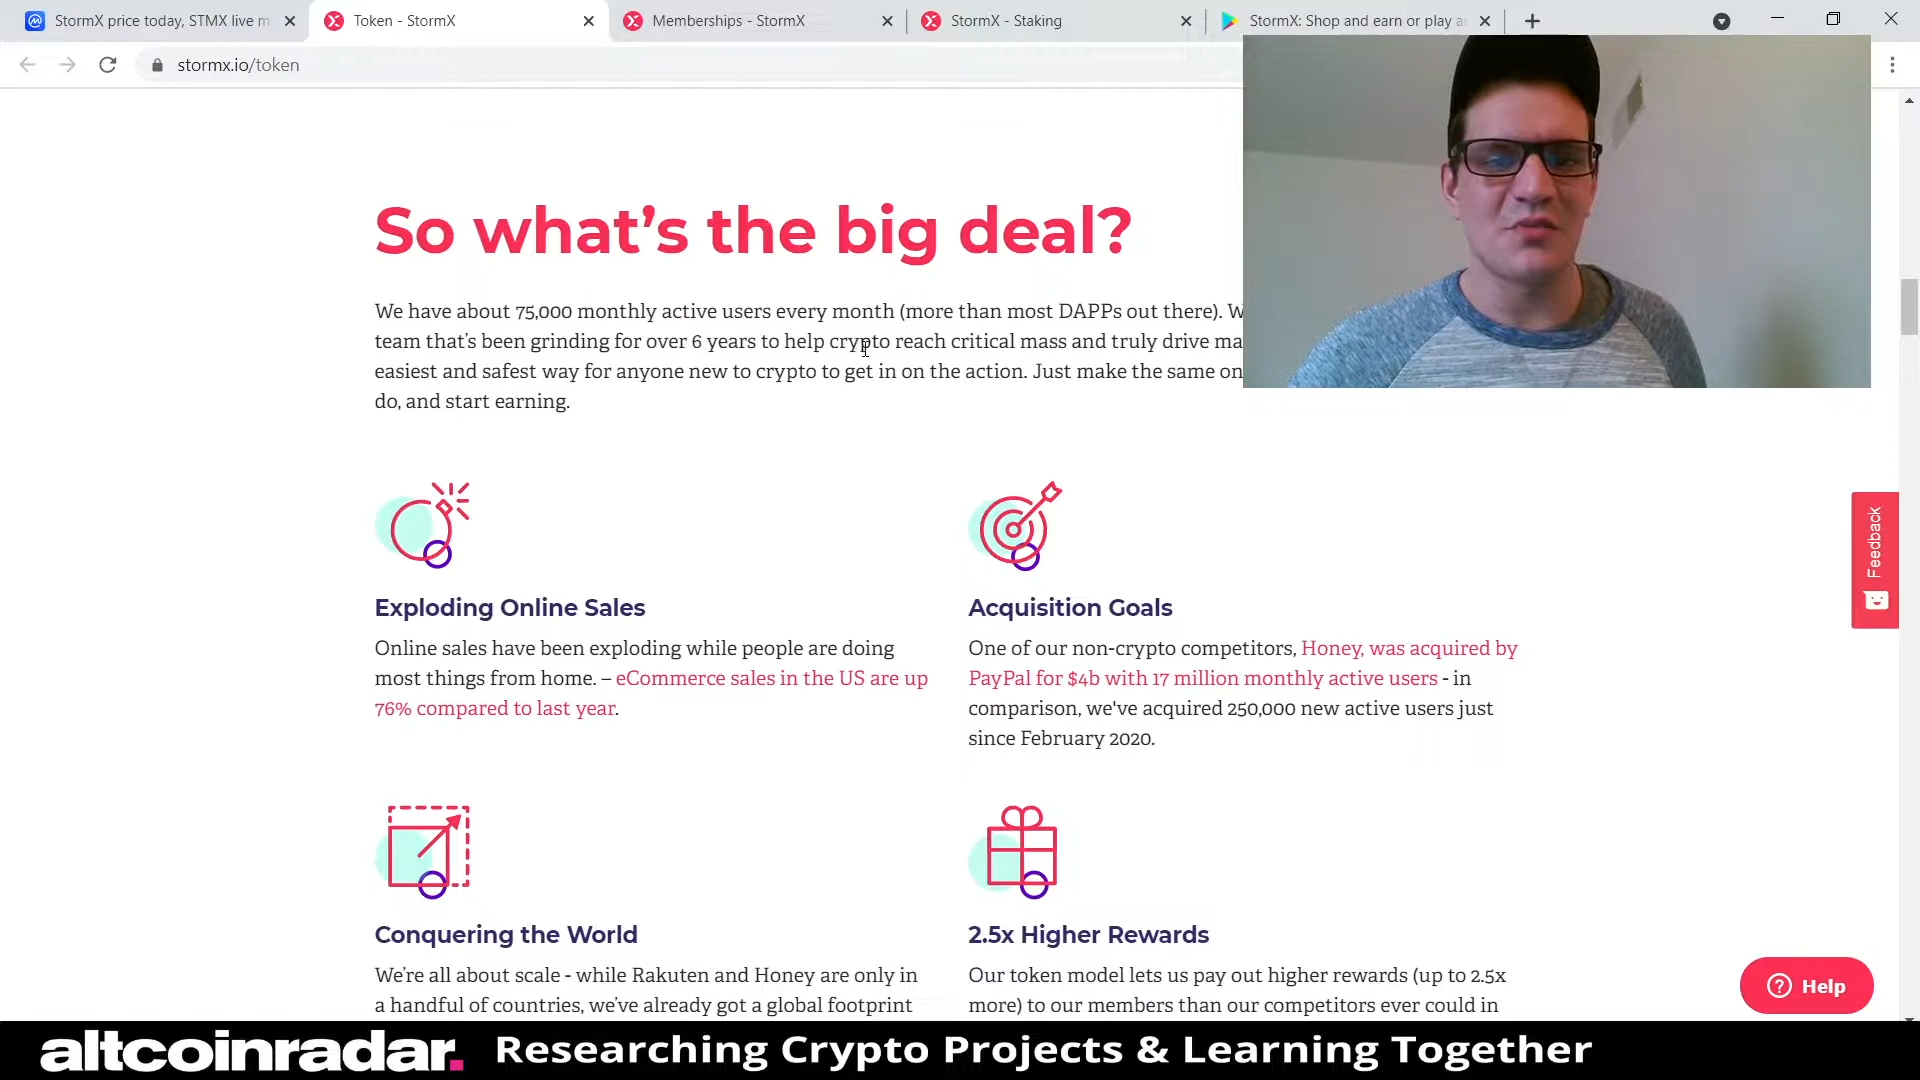 StormX price today, STMX live m
Token - StormX
Memberships - StormX
StormX - Staking
StormX: Shop and earn or play a
stormx.io/token
So what's the big deal?
We have about 75,000 monthly active users every month (more than most DAPPs out there). W
team that's been grinding for over 6 years to help crypto reach critical mass and truly drive ma
easiest and safest way for anyone new to crypto to get in on the action. Just make the same on
do, and start earning.
Exploding Online Sales
Online sales have been exploding while people are doing
most things from home. – eCommerce sales in the US are up
76% compared to last year.
Acquisition Goals
One of our non-crypto competitors, Honey, was acquired by
PayPal for $4b with 17 million monthly active users - in
comparison, we've acquired 250,000 new active users just
since February 2020.
Conquering the World
We're all about scale - while Rakuten and Honey are only in
a handful of countries, we've already got a global footprint
2.5x Higher Rewards
Our token model lets us pay out higher rewards (up to 2.5x
more) to our members than our competitors ever could in
Feedback
Help
altcoinradar. Researching Crypto Projects & Learning Together